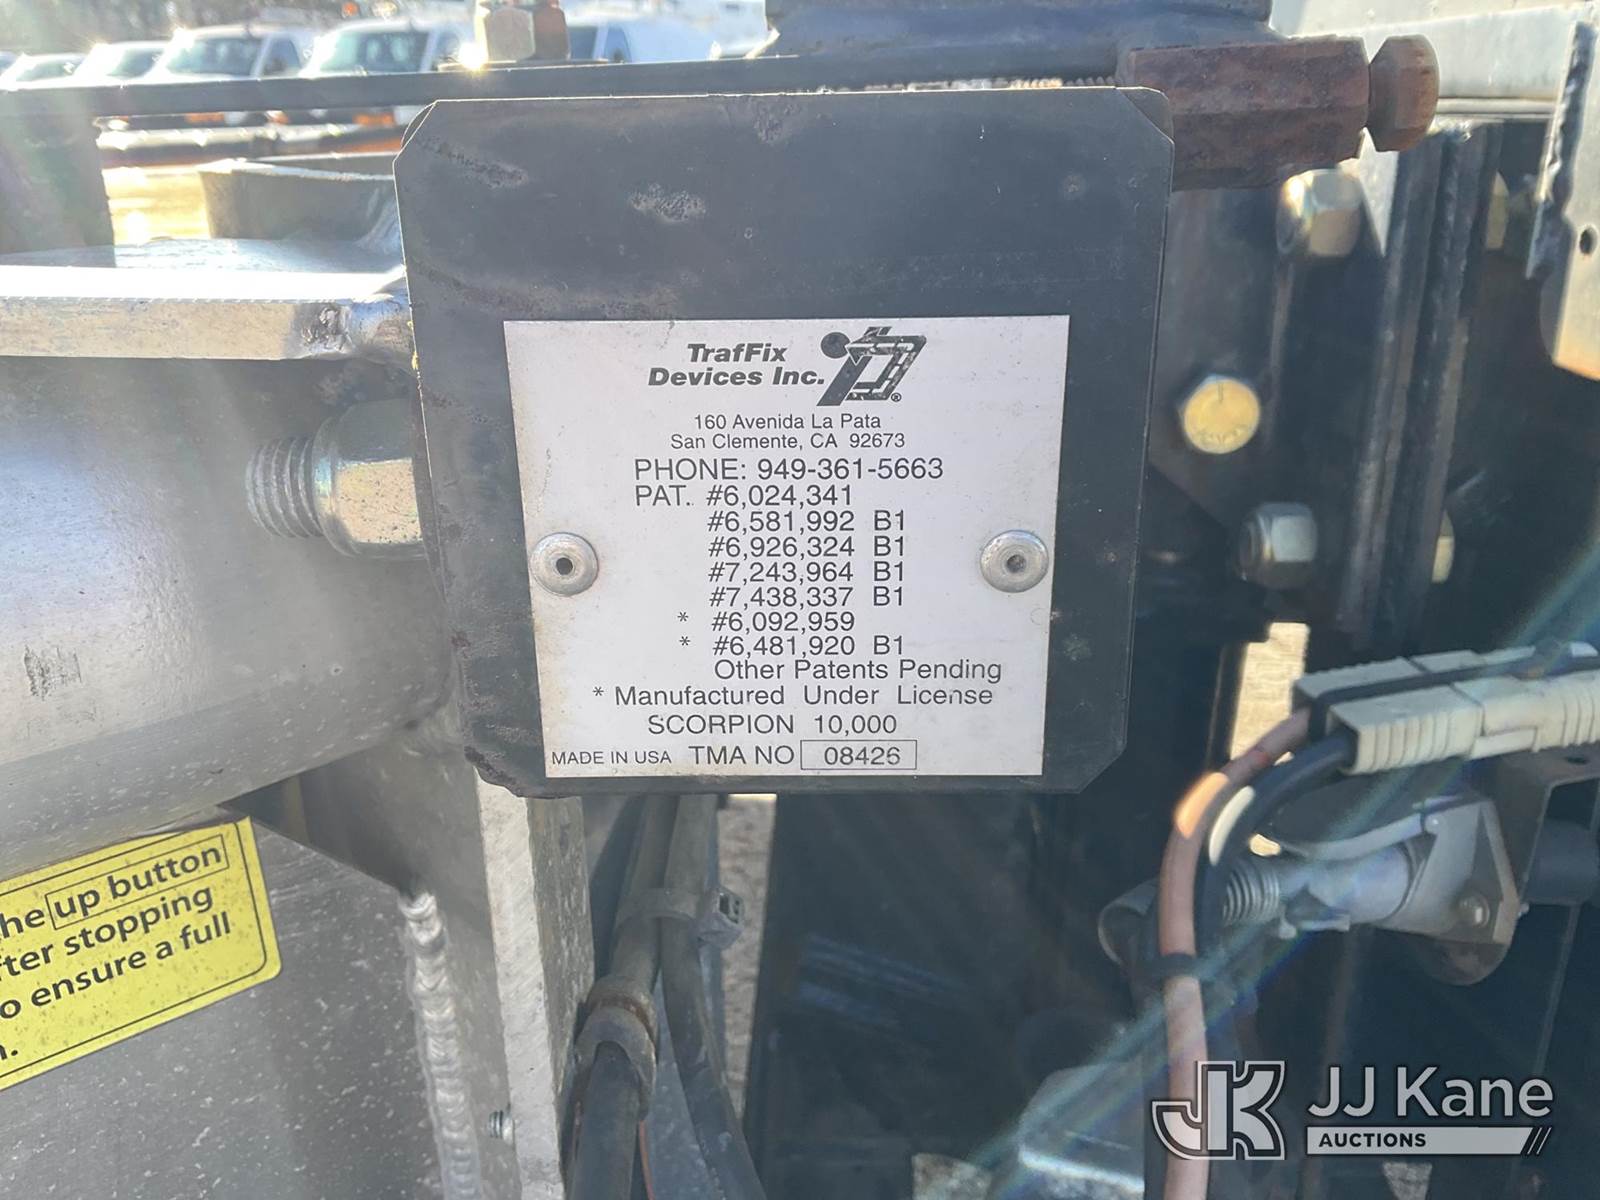 TrafFix
Devices Inc.
®
160 Avenida La Pata
San Clemente, CA 92673
PHONE: 949-361-5663
PAT. #6,024,341
#6,581,992 B1
#6,926,324 B1
#7,243,964 B1
#7,438,337 B1
* #6,092,959
* #6,481,920 B1
Other Patents Pending
* Manufactured Under License
SCORPION 10,000
MADE IN USA TMA NO 08426
up button
stopping
o ensure a full
JJ Kane
AUCTIONS